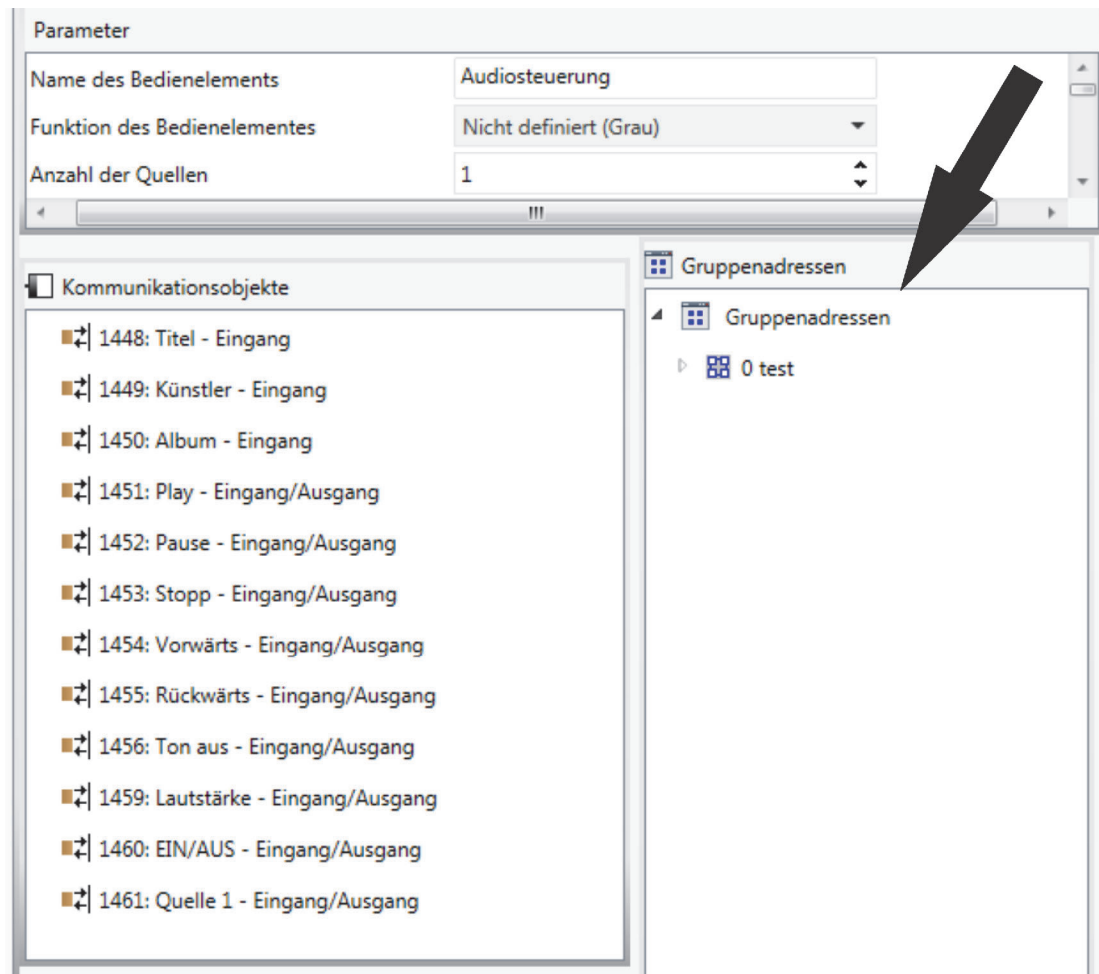 Parameter
Name des Bedienelements Audiosteuerung
Funktion des Bedienelementes Nicht definiert (Grau)
Anzahl der Quellen 1
Kommunikationsobjekte
1448: Titel - Eingang
1449: Künstler - Eingang
1450: Album - Eingang
1451: Play - Eingang/Ausgang
1452: Pause - Eingang/Ausgang
1453: Stopp - Eingang/Ausgang
1454: Vorwärts - Eingang/Ausgang
1455: Rückwärts - Eingang/Ausgang
1456: Ton aus - Eingang/Ausgang
1459: Lautstärke - Eingang/Ausgang
1460: EIN/AUS - Eingang/Ausgang
1461: Quelle 1 - Eingang/Ausgang
Gruppenadressen
Gruppenadressen
0 test